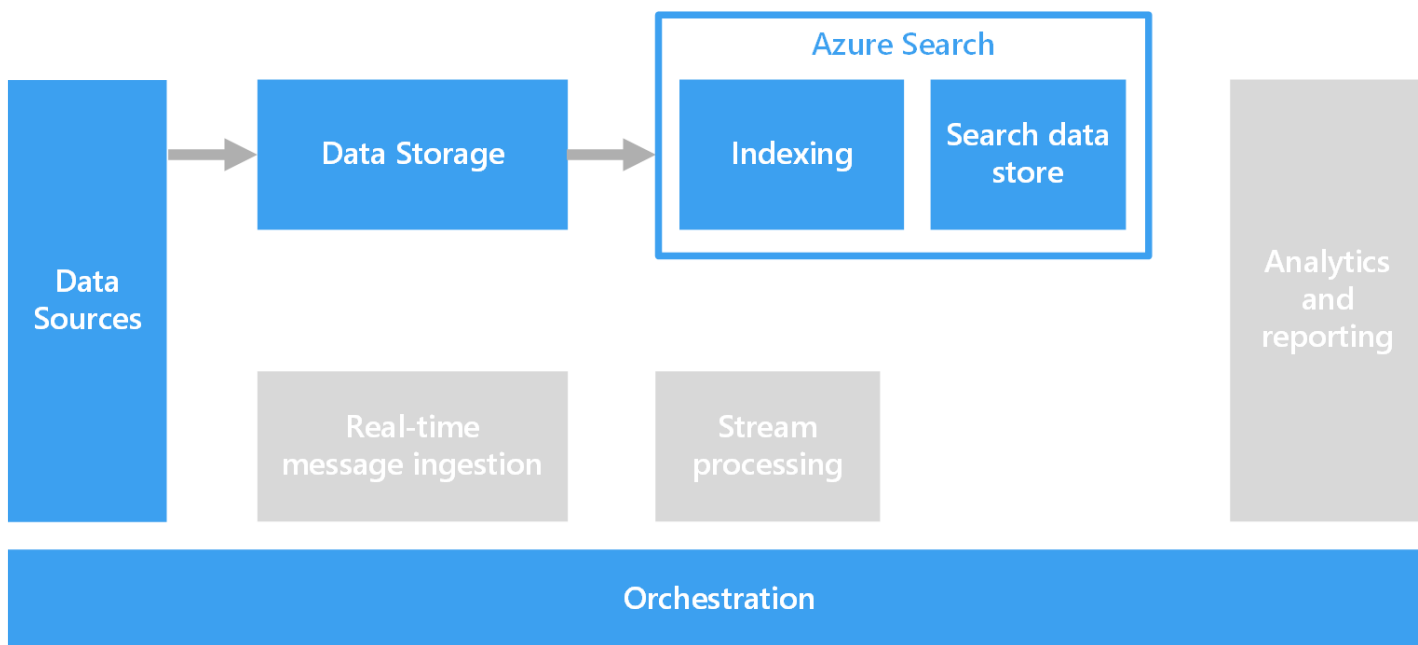 Azure Search
Data
Sources
Data Storage
Indexing
Search data
store
Analytics
and
reporting
Real-time
message ingestion
Stream
processing
Orchestration